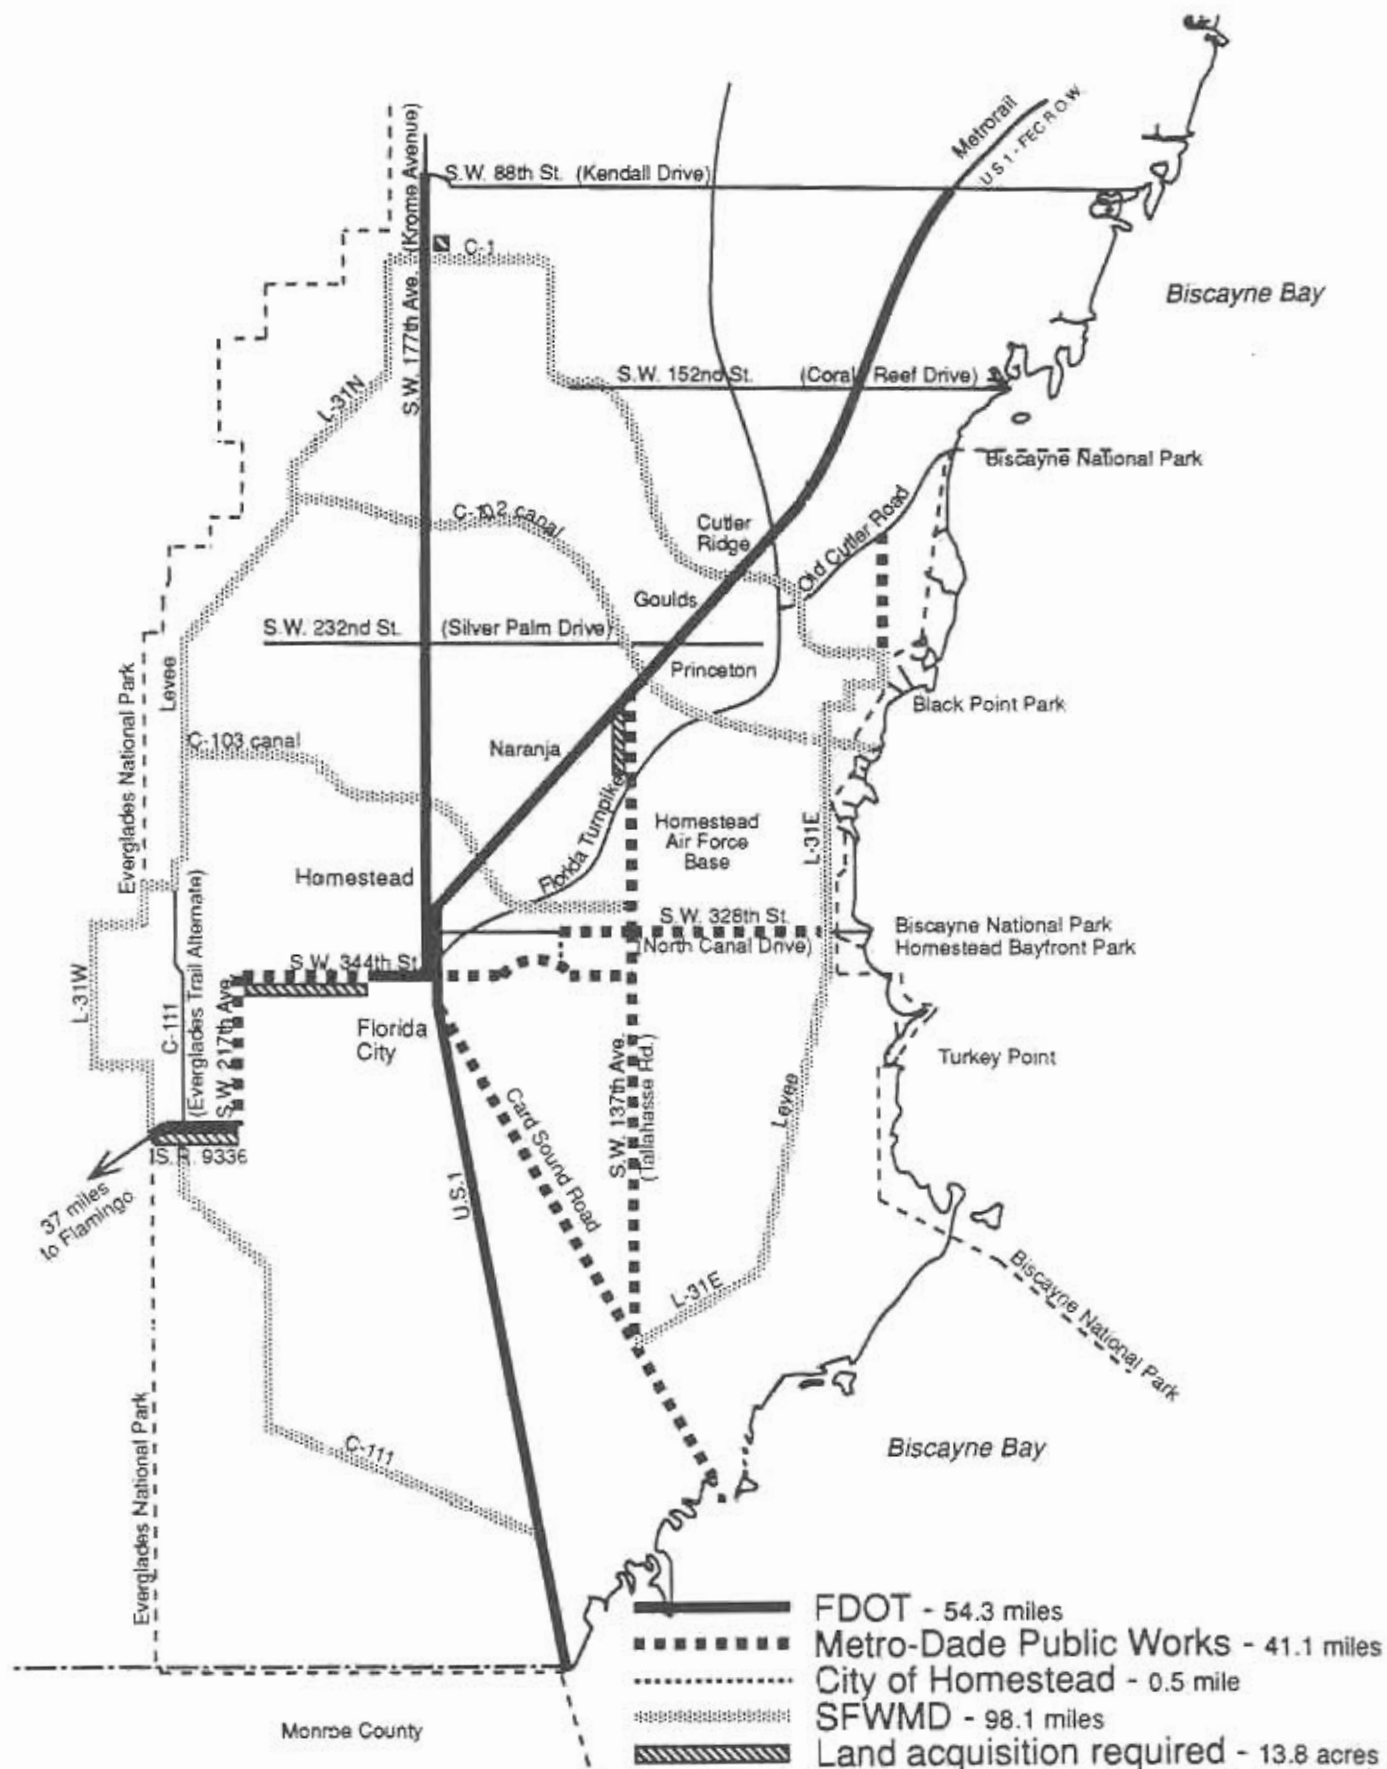 Metrorail
U S 1 - FEC R.O.W.
(Krome Avenue)
S.W. 177th Ave.
S.W. 88th St. (Kendall Drive)
C-1
Biscayne Bay
L-31N
S.W. 152nd St. (Coral Reef Drive)
Biscayne National Park
C-102 canal
Cutler
Ridge
Old Cutler Road
Goulds
S.W. 232nd St. (Silver Palm Drive)
Princeton
Everglades National Park
Levee
Black Point Park
C-103 canal
Naranja
Florida Turnpike
Homestead
Air Force
Base
L-31E
Homestead
S.W. 328th St.
(North Canal Drive)
Biscayne National Park
Homestead Bayfront Park
S.W. 344th St.
L-31W
C-111
(Everglades Trail Alternate)
S.W. 217th Ave.
Florida
City
Turkey Point
S.W. 137th Ave.
(Tallahasse Rd.)
Card Sound Road
Levee
S.R. 9336
37 miles
to Flamingo
U.S.1
L-31E
Biscayne National Park
Everglades National Park
C-111
Biscayne Bay
Monroe County
FDOT - 54.3 miles
Metro-Dade Public Works - 41.1 miles
City of Homestead - 0.5 mile
SFWMD - 98.1 miles
Land acquisition required - 13.8 acres